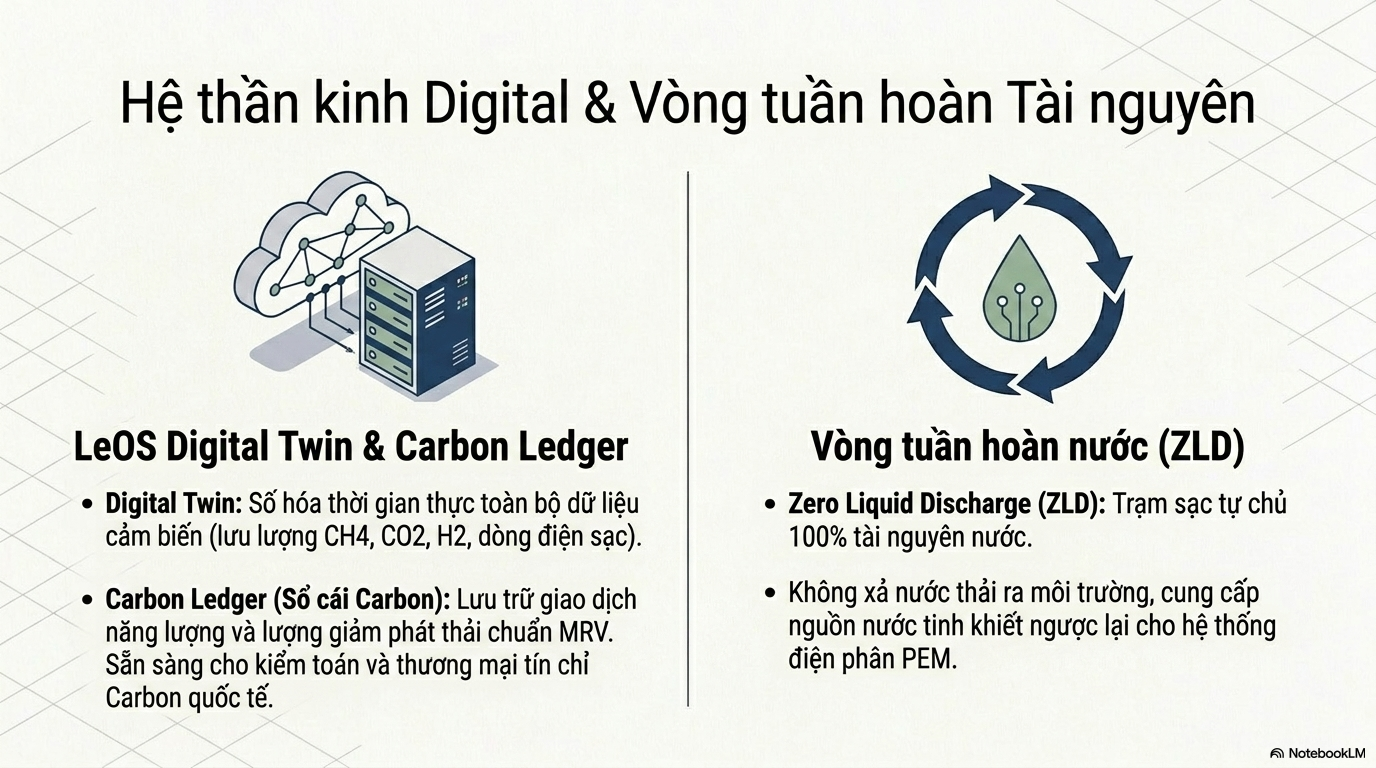 Hệ thần kinh Digital & Vòng tuần hoàn Tài nguyên
LeOS Digital Twin & Carbon Ledger
• Digital Twin: Số hóa thời gian thực toàn bộ dữ liệu
cảm biến (lưu lượng CH4, CO2, H2, dòng điện sạc).
• Carbon Ledger (Sổ cái Carbon): Lưu trữ giao dịch
năng lượng và lượng giảm phát thải chuẩn MRV.
Sẵn sàng cho kiểm toán và thương mại tín chỉ
Carbon quốc tế.
Vòng tuần hoàn nước (ZLD)
• Zero Liquid Discharge (ZLD): Trạm sạc tự chủ
100% tài nguyên nước.
• Không xả nước thải ra môi trường, cung cấp
nguồn nước tinh khiết ngược lại cho hệ thống
điện phân PEM.
NotebookLM